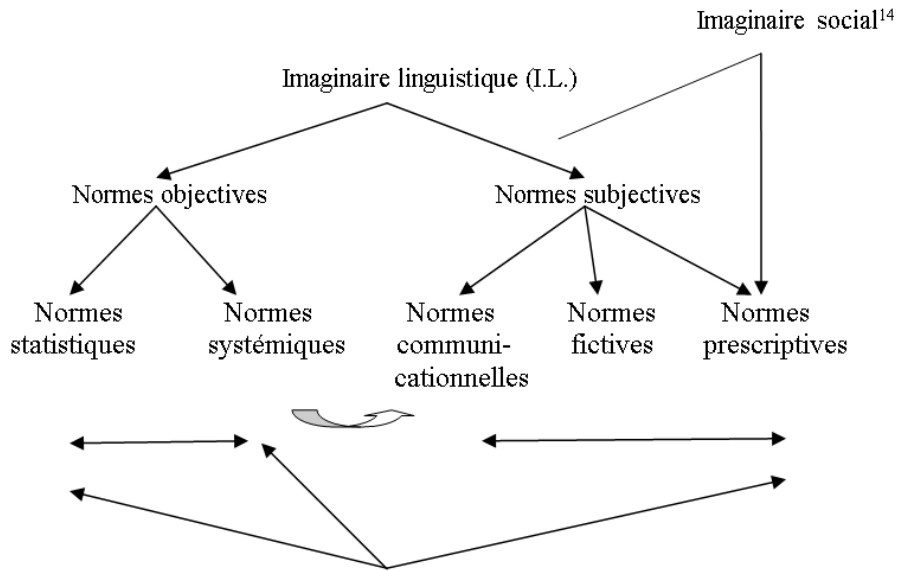 Imaginaire social14
Imaginaire linguistique (I.L.)
Normes objectives
Normes subjectives
Normes
statistiques
Normes
systémiques
Normes
communi-
cationnelles
Normes
fictives
Normes
prescriptives